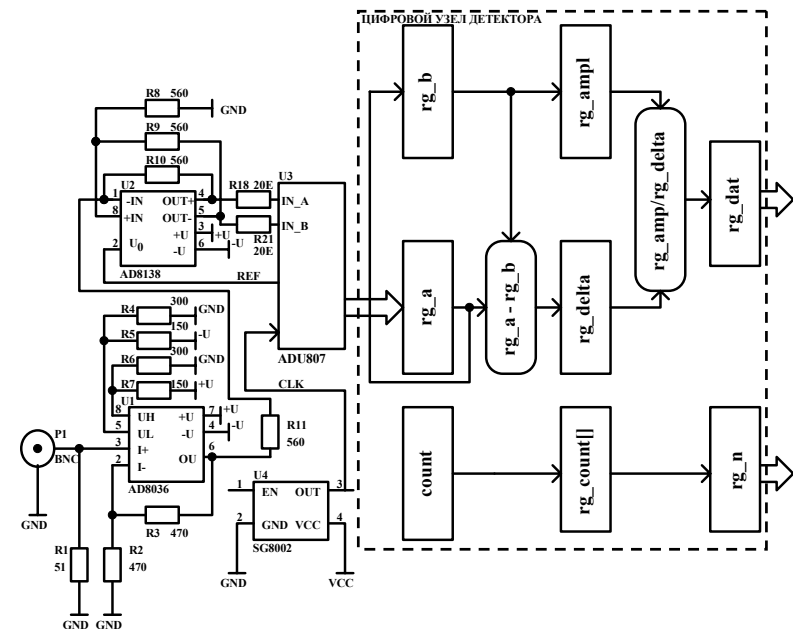 ЦИФРОВОЙ УЗЕЛ ДЕТЕКТОРА
R8 560
GND
R9 560
R10 560
U2
1 -IN OUT+ 4
8 +IN OUT- 5
+U 3 +U
2 U0 -U 6 -U
AD8138
R18 20E
R21
20E
U3
IN_A
IN_B
REF
ADU807
CLK
R4 300 GND
R5 150 -U
R6 300 GND
R7 150 +U
U1
8 UH +U 7 +U
5 UL -U 4 -U
3 I+
2 I- OU 6
AD8036
P1
BNC
GND
R11
560
R3 470
R1
51
R2
470
GND GND
U4
1 EN OUT 3
2 GND VCC 4
SG8002
GND VCC
rg_b
rg_ampl
rg_amp/rg_delta
rg_dat
rg_a
rg_a - rg_b
rg_delta
count
rg_count[]
rg_n